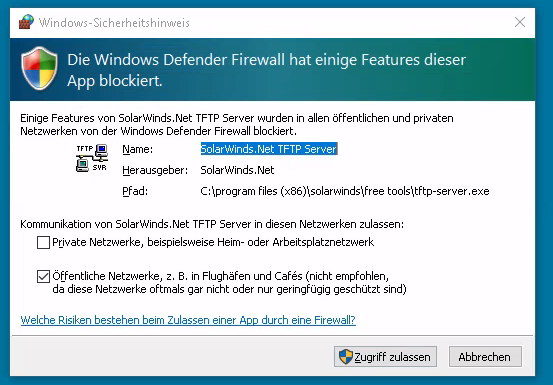 Windows-Sicherheitshinweis
Die Windows Defender Firewall hat einige Features dieser
App blockiert.
Einige Features von SolarWinds.Net TFTP Server wurden in allen öffentlichen und privaten
Netzwerken von der Windows Defender Firewall blockiert.
TFTP
SVR
Name: SolarWinds.Net TFTP Server
Herausgeber: SolarWinds.Net
Pfad: C:\program files (x86)\solarwinds\free tools\tftp-server.exe
Kommunikation von SolarWinds.Net TFTP Server in diesen Netzwerken zulassen:
Private Netzwerke, beispielsweise Heim- oder Arbeitsplatznetzwerk
Öffentliche Netzwerke, z. B. in Flughäfen und Cafés (nicht empfohlen,
da diese Netzwerke oftmals gar nicht oder nur geringfügig geschützt sind)
Welche Risiken bestehen beim Zulassen einer App durch eine Firewall?
Zugriff zulassen
Abbrechen